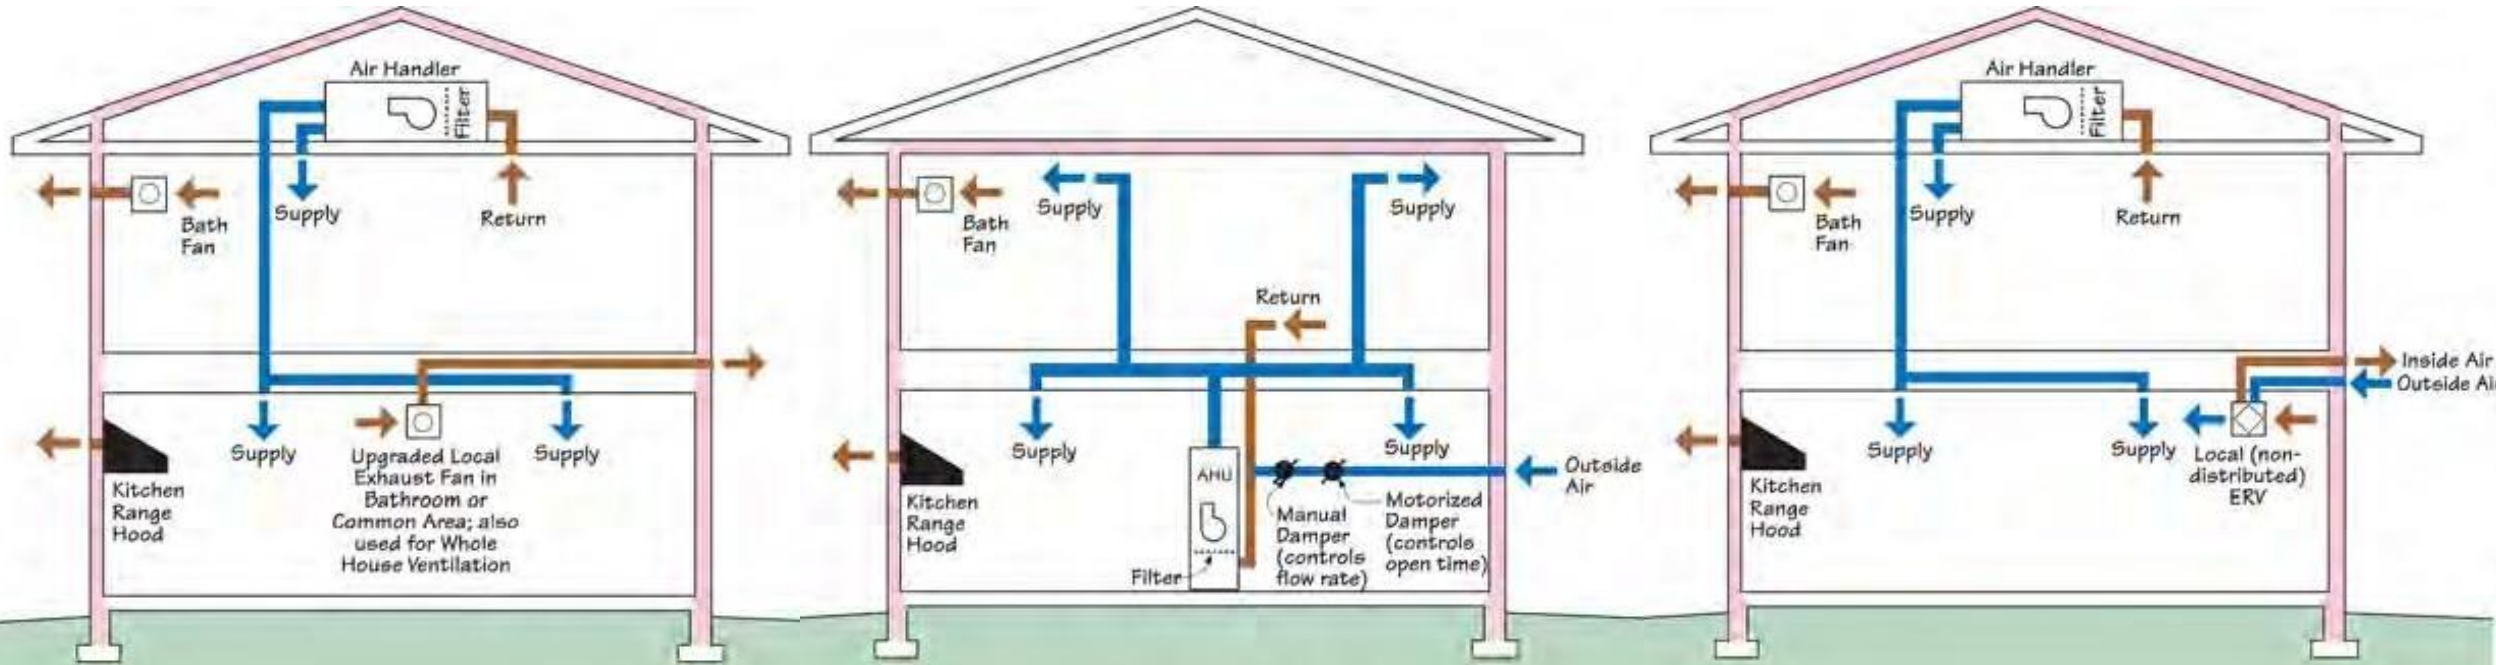 Air Handler
Filter
Bath
Fan
Supply
Return
Supply
Supply
Upgraded Local
Exhaust Fan in
Bathroom or
Common Area; also
used for Whole
House Ventilation
Kitchen
Range
Hood
Bath
Fan
Supply
Supply
Return
Supply
Supply
AHU
Outside
Air
Kitchen
Range
Hood
Manual
Damper
(controls
flow rate)
Motorized
Damper
(controls
open time)
Filter
Air Handler
Filter
Bath
Fan
Supply
Return
Inside Air
Outside Ai
Supply
Supply
Local (non-
distributed)
ERV
Kitchen
Range
Hood